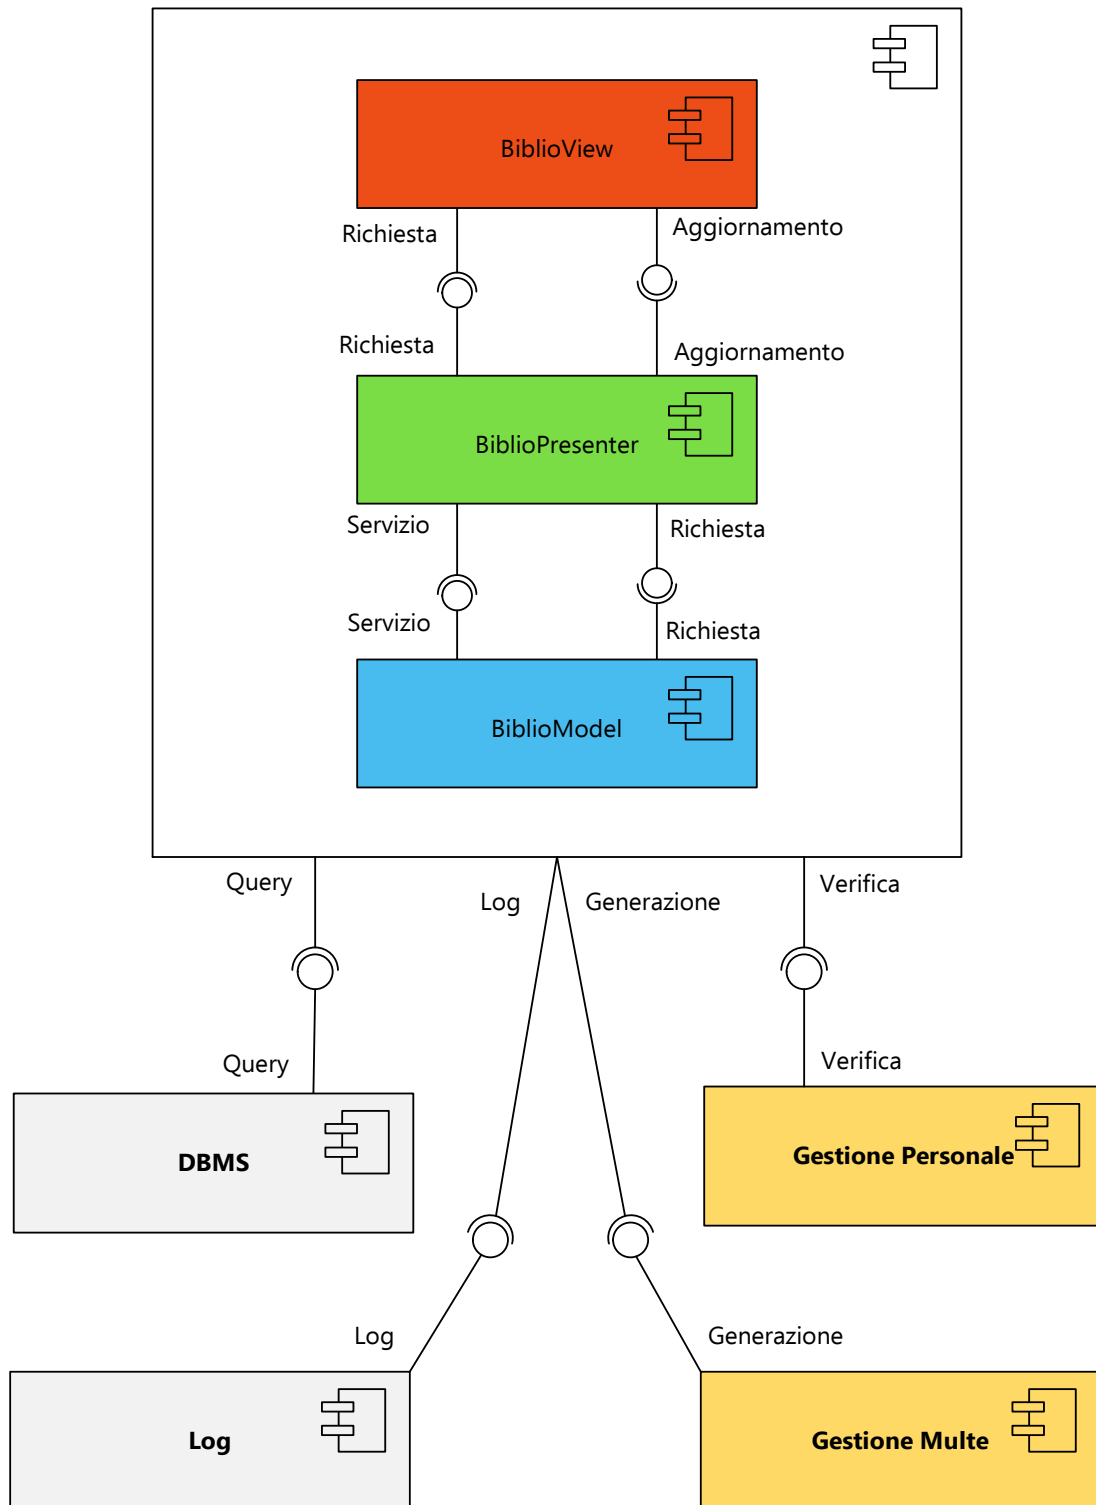 BiblioView
Richiesta
Aggiornamento
Richiesta
Aggiornamento
BiblioPresenter
Servizio
Richiesta
Servizio
Richiesta
BiblioModel
Query
Log
Generazione
Verifica
Query
Verifica
DBMS
Gestione Personale
Log
Generazione
Log
Gestione Multe